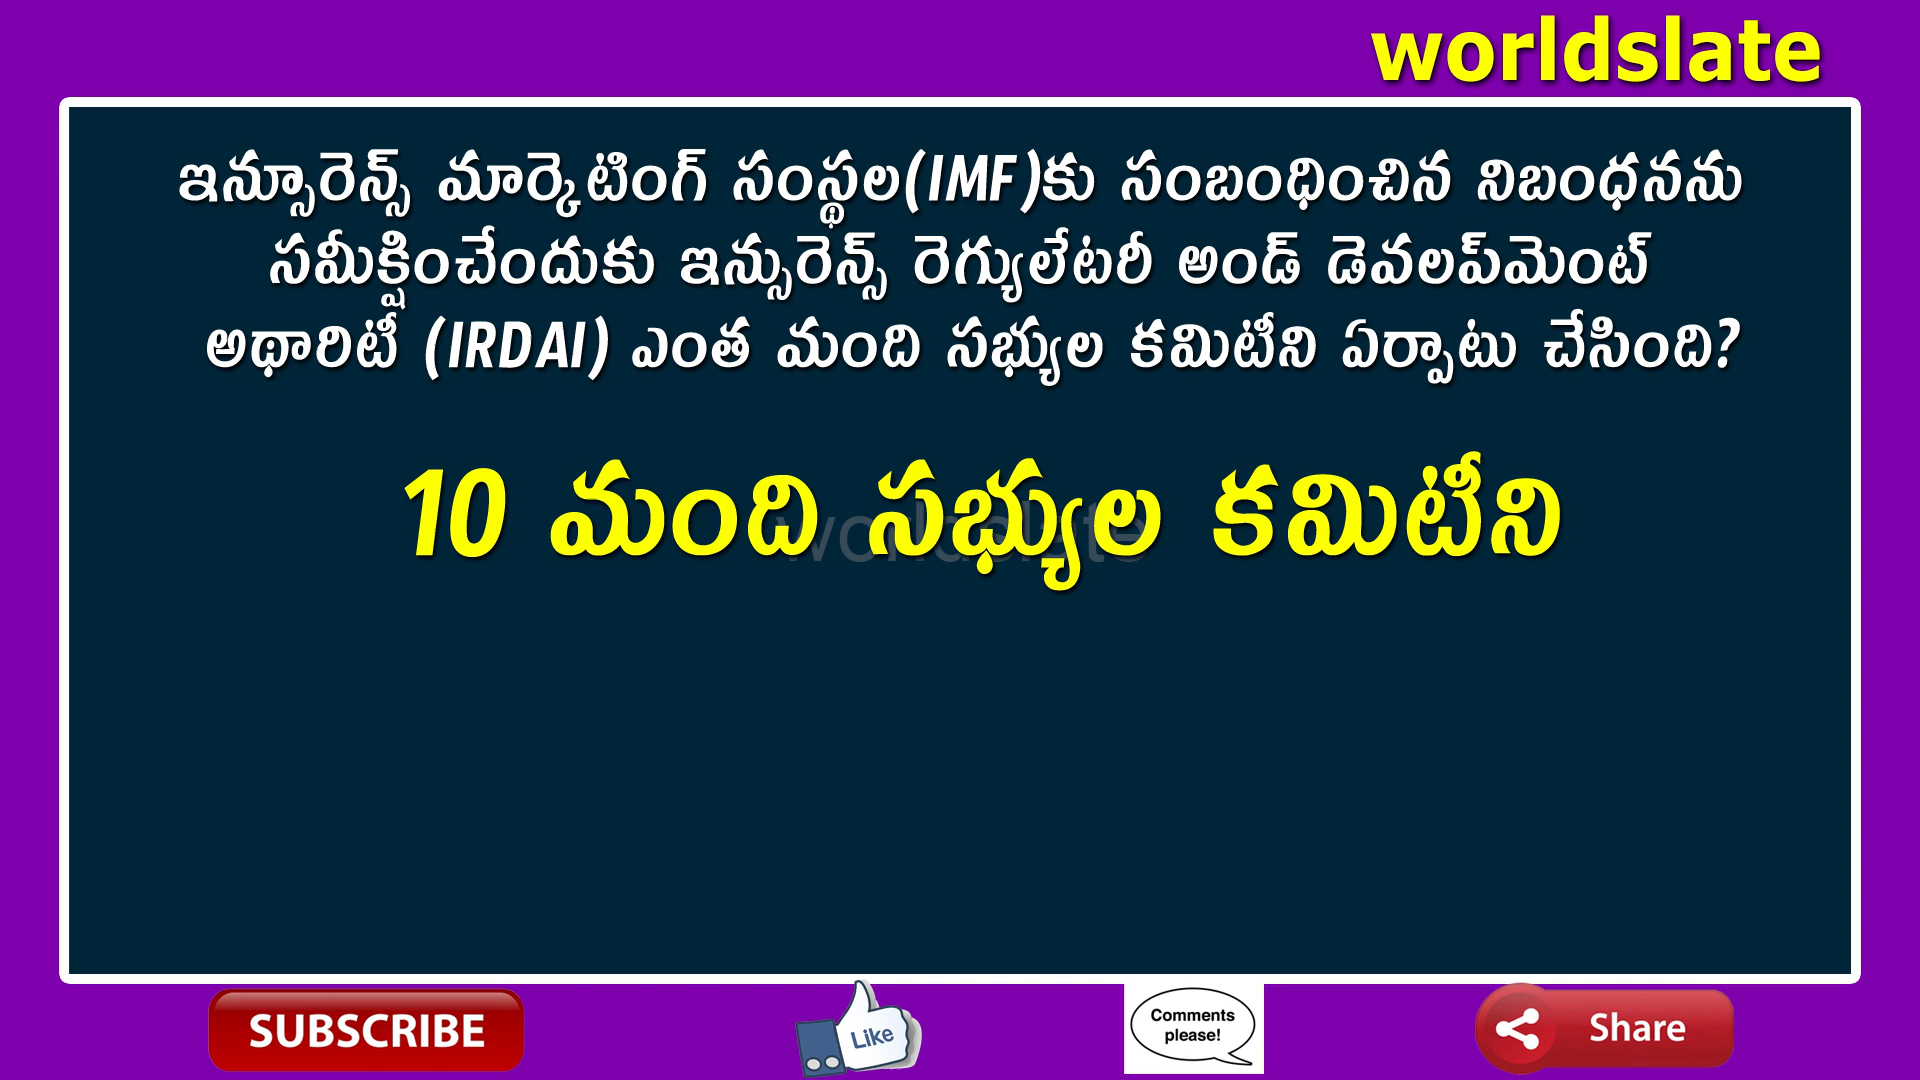 worldslate
ఇన్సూరెన్స్ మార్కెటింగ్ సంస్థల(IMF)కు సంబంధించిన నిబంధనను
సమీక్షించేందుకు ఇన్సురెన్స్ రెగ్యులేటరీ అండ్ డెవలప్‌మెంట్
అథారిటీ (IRDAI) ఎంత మంది సభ్యుల కమిటీని ఏర్పాటు చేసింది?
10 మంది సభ్యుల కమిటీని
worldslate
SUBSCRIBE
Like
Comments
please!
Share